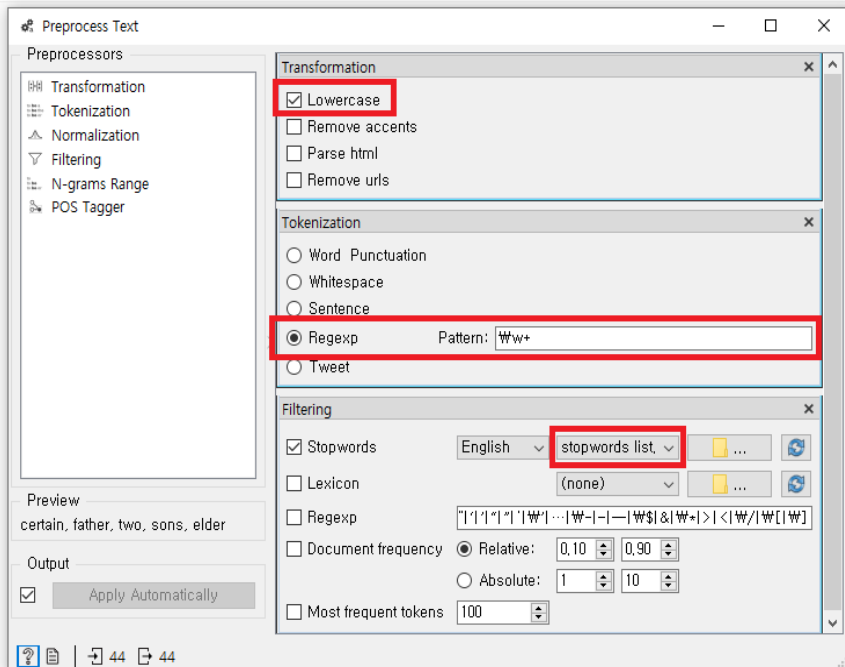 Preprocess Text
Preprocessors
Transformation
Tokenization
Normalization
Filtering
N-grams Range
POS Tagger
Preview
certain, father, two, sons, elder
Output
Apply Automatically
44 44
Transformation
Lowercase
Remove accents
Parse html
Remove urls
Tokenization
Word Punctuation
Whitespace
Sentence
Regexp Pattern: ₩w+
Tweet
Filtering
Stopwords English stopwords list, ...
Lexicon (none) ...
Regexp
Document frequency Relative: 0,10 0,90
Absolute: 1 10
Most frequent tokens 100